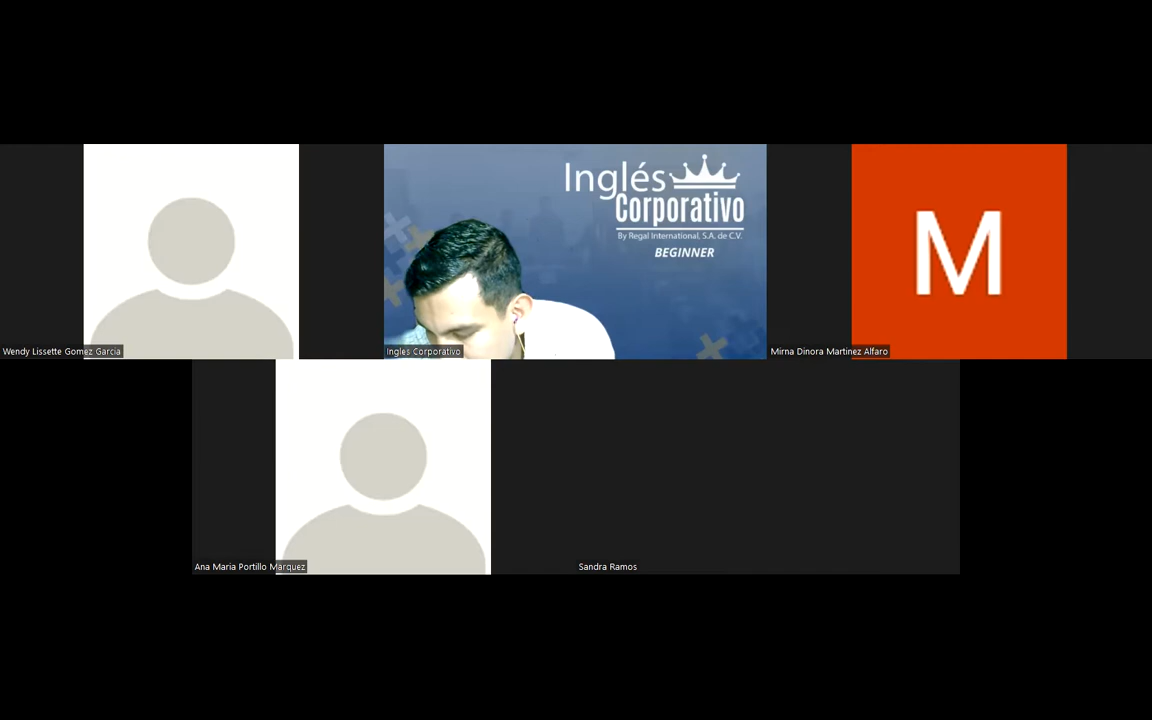 Inglés
Corporativo
By Regal International, S.A. de C.V.
BEGINNER
M
Wendy Lissette Gomez Garcia
Ingles Corporativo
Mirna Dinora Martinez Alfaro
Ana Maria Portillo Marquez
Sandra Ramos